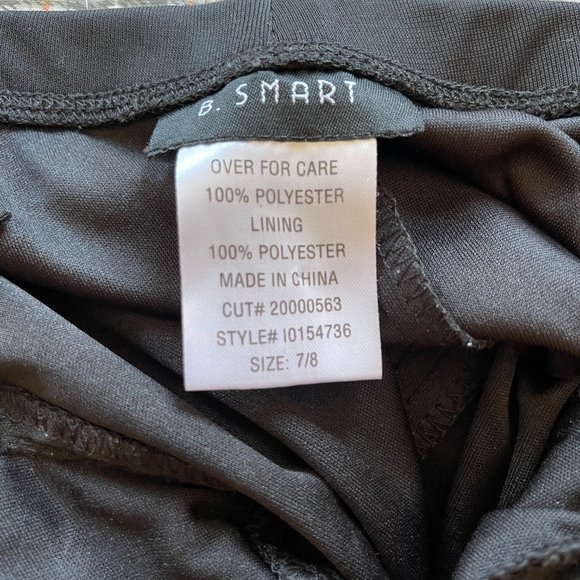 B. SMART
OVER FOR CARE
100% POLYESTER
LINING
100% POLYESTER
MADE IN CHINA
CUT# 20000563
STYLE# I0154736
SIZE: 7/8